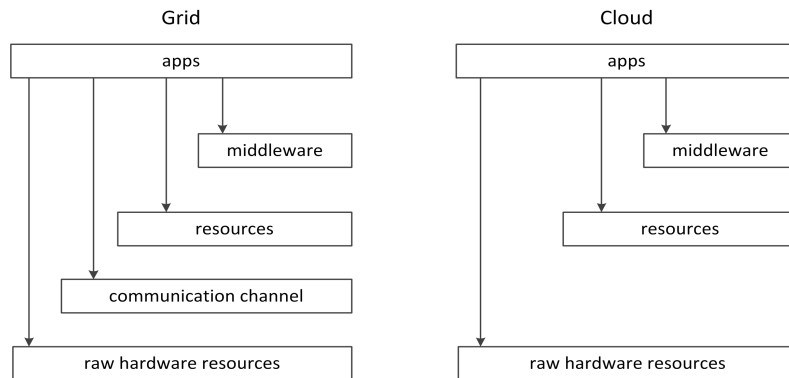 Grid
apps
middleware
resources
communication channel
raw hardware resources
Cloud
apps
middleware
resources
raw hardware resources